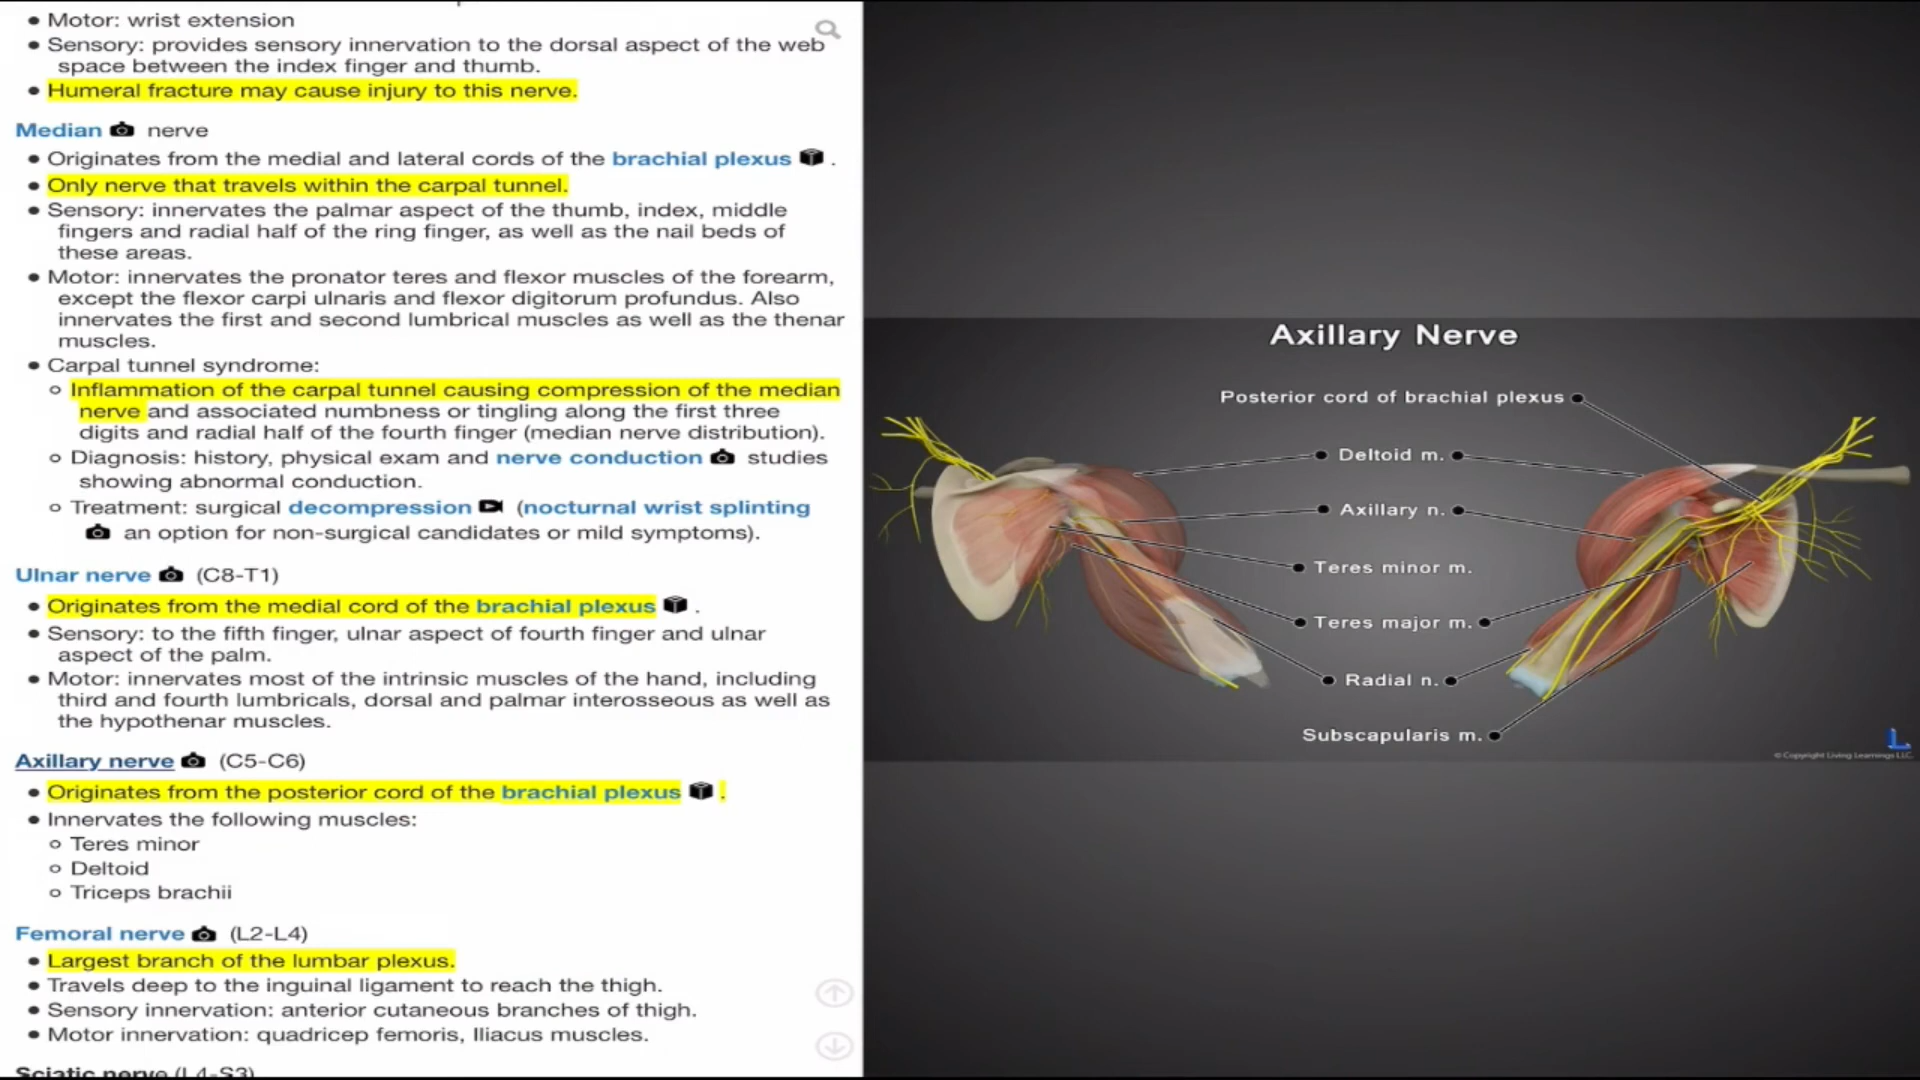 • Motor: wrist extension
• Sensory: provides sensory innervation to the dorsal aspect of the web
space between the index finger and thumb.
• Humeral fracture may cause injury to this nerve.
Median nerve
• Originates from the medial and lateral cords of the brachial plexus .
• Only nerve that travels within the carpal tunnel.
• Sensory: innervates the palmar aspect of the thumb, index, middle
fingers and radial half of the ring finger, as well as the nail beds of
these areas.
• Motor: innervates the pronator teres and flexor muscles of the forearm,
except the flexor carpi ulnaris and flexor digitorum profundus. Also
innervates the first and second lumbrical muscles as well as the thenar
muscles.
• Carpal tunnel syndrome:
o Inflammation of the carpal tunnel causing compression of the median
nerve and associated numbness or tingling along the first three
digits and radial half of the fourth finger (median nerve distribution).
o Diagnosis: history, physical exam and nerve conduction studies
showing abnormal conduction.
o Treatment: surgical decompression (nocturnal wrist splinting
an option for non-surgical candidates or mild symptoms).
Ulnar nerve (C8-T1)
• Originates from the medial cord of the brachial plexus .
• Sensory: to the fifth finger, ulnar aspect of fourth finger and ulnar
aspect of the palm.
• Motor: innervates most of the intrinsic muscles of the hand, including
third and fourth lumbricals, dorsal and palmar interosseous as well as
the hypothenar muscles.
Axillary nerve (C5-C6)
• Originates from the posterior cord of the brachial plexus .
• Innervates the following muscles:
o Teres minor
o Deltoid
o Triceps brachii
Femoral nerve (L2-L4)
• Largest branch of the lumbar plexus.
• Travels deep to the inguinal ligament to reach the thigh.
• Sensory innervation: anterior cutaneous branches of thigh.
• Motor innervation: quadricep femoris, Iliacus muscles.
Sciatic nerve (L4-S3)
Axillary Nerve
Posterior cord of brachial plexus
Deltoid m.
Axillary n.
Teres minor m.
Teres major m.
Radial n.
Subscapularis m.
L
© Copyright Living Learnings LLC.